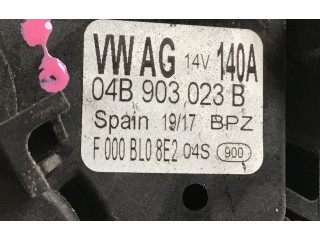 VW AG 14V 140A
04B 903 023 B
Spain 19/17 BPZ
F 000 BL0 8E2 04S 900